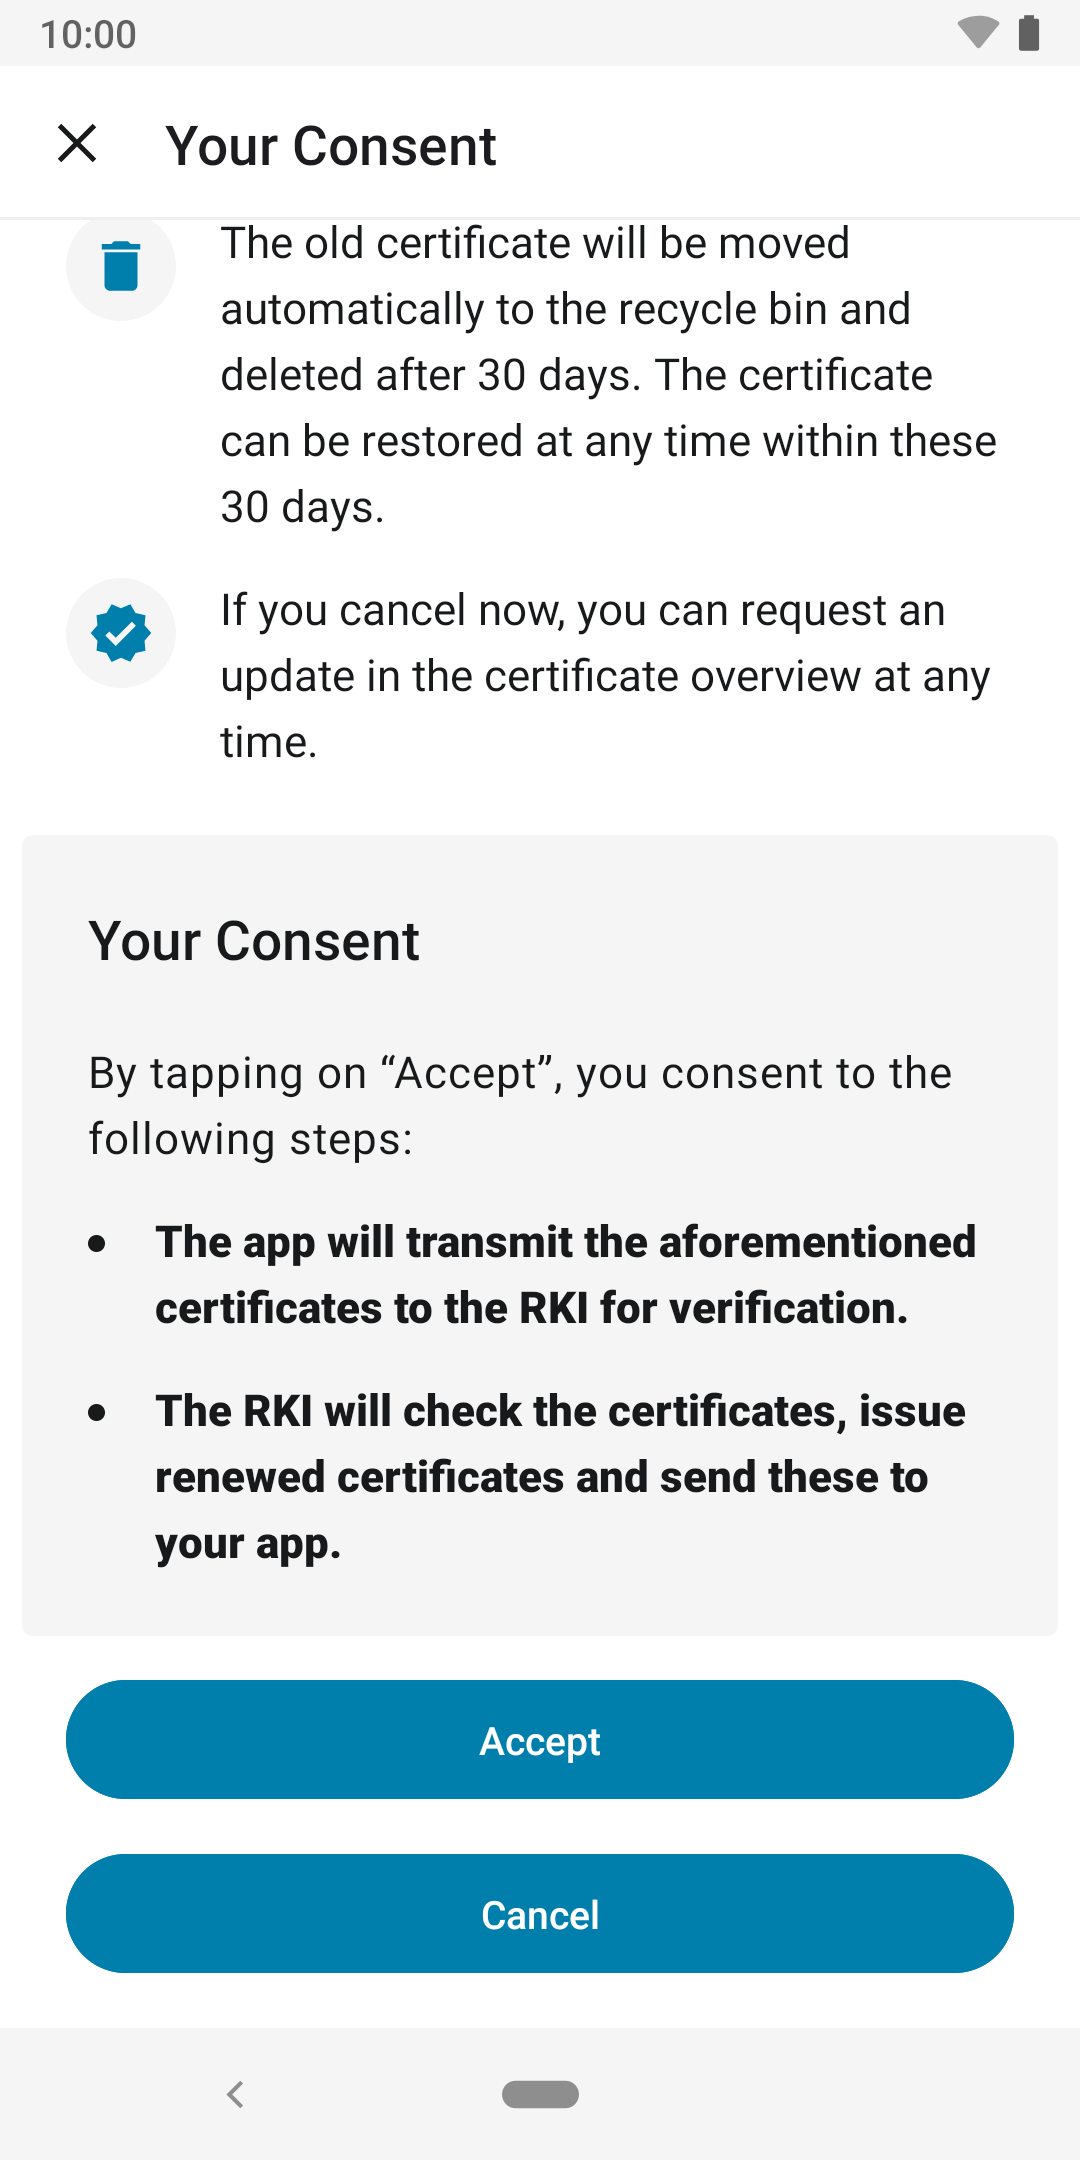 10:00
Your Consent
The old certificate will be moved
automatically to the recycle bin and
deleted after 30 days. The certificate
can be restored at any time within these
30 days.
If you cancel now, you can request an
update in the certificate overview at any
time.
Your Consent
By tapping on “Accept”, you consent to the
following steps:
• The app will transmit the aforementioned
certificates to the RKI for verification.
• The RKI will check the certificates, issue
renewed certificates and send these to
your app.
Accept
Cancel